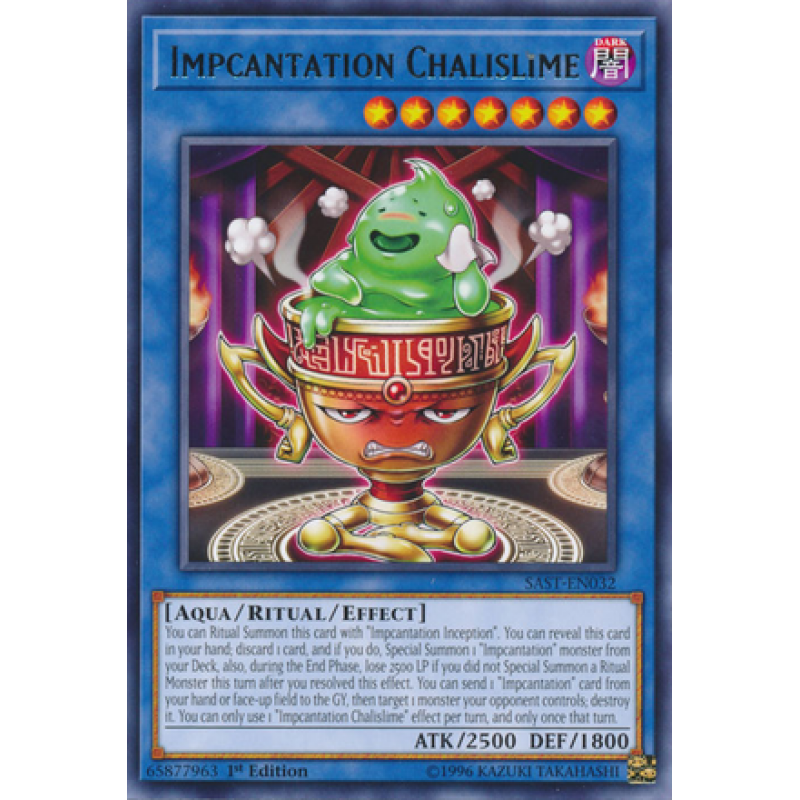 Impcantation Chalislime
DARK
闇
SAST-EN032
[Aqua/Ritual/Effect]
You can Ritual Summon this card with "Impcantation Inception". You can reveal this card
in your hand; discard 1 card, and if you do, Special Summon 1 "Impcantation" monster from
your Deck, also, during the End Phase, lose 2500 LP if you did not Special Summon a Ritual
Monster this turn after you resolved this effect. You can send 1 "Impcantation" card from
your hand or face-up field to the GY, then target 1 monster your opponent controls; destroy
it. You can only use 1 "Impcantation Chalislime" effect per turn, and only once that turn.
ATK/2500 DEF/1800
65877963 1st Edition ©1996 KAZUKI TAKAHASHI